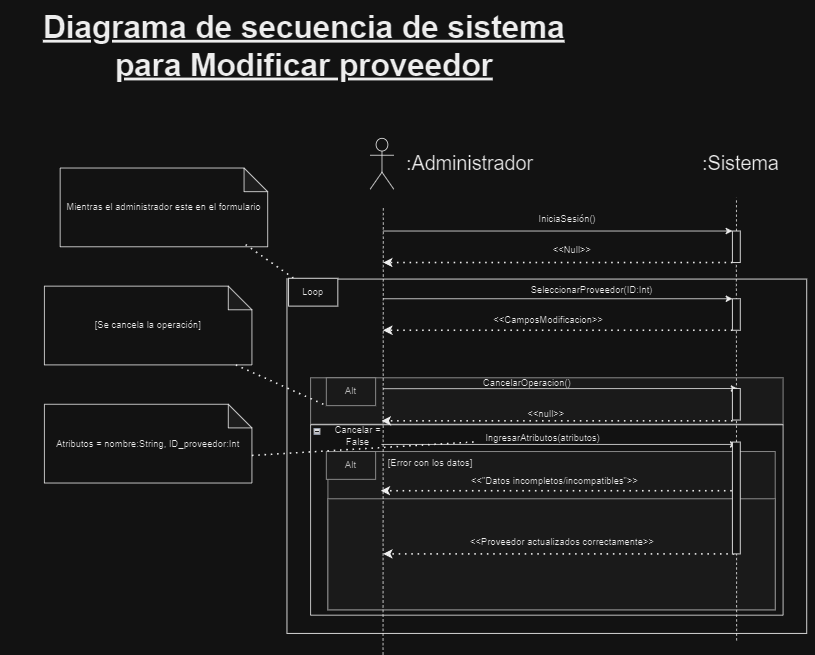 Diagrama de secuencia de sistema
para Modificar proveedor
:Administrador
:Sistema
Mientras el administrador este en el formulario
IniciaSesión()
<<Null>>
Loop
SeleccionarProveedor(ID:Int)
[Se cancela la operación]
<<CamposModificacion>>
Alt
CancelarOperacion()
<<null>>
Cancelar =
False
IngresarAtributos(atributos)
Atributos = nombre:String, ID_proveedor:Int
Alt
[Error con los datos]
<<"Datos incompletos/incompatibles">>
<<Proveedor actualizados correctamente>>